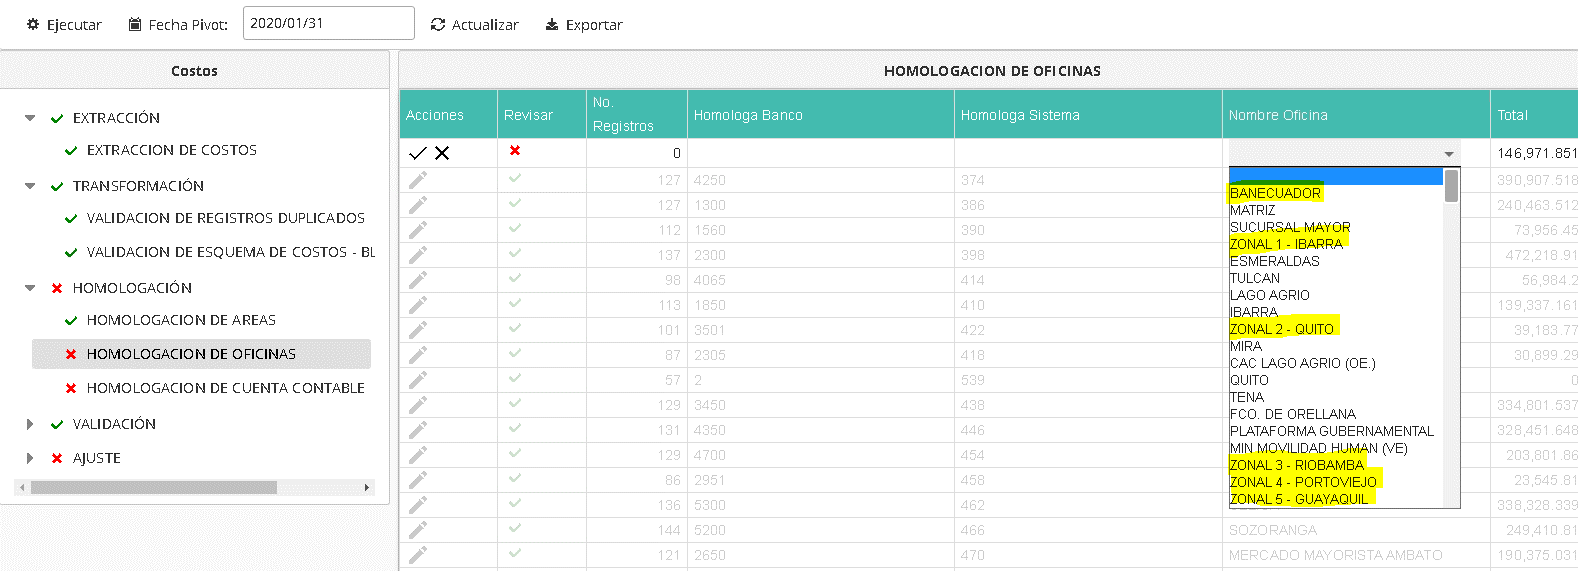 Ejecutar Fecha Pivot: 2020/01/31 Actualizar Exportar
Costos
EXTRACCIÓN
EXTRACCION DE COSTOS
TRANSFORMACIÓN
VALIDACION DE REGISTROS DUPLICADOS
VALIDACION DE ESQUEMA DE COSTOS - BL
HOMOLOGACIÓN
HOMOLOGACION DE AREAS
HOMOLOGACION DE OFICINAS
HOMOLOGACION DE CUENTA CONTABLE
VALIDACIÓN
AJUSTE
HOMOLOGACION DE OFICINAS
Acciones Revisar No. Registros Homologa Banco Homologa Sistema Nombre Oficina Total
0 146,971.851
127 4250 374 390,907.518
127 1300 386 240,463.512
112 1560 390 73,956.45
137 2300 398 472,218.91
98 4065 414 56,984.2
113 1850 410 139,337.161
101 3501 422 39,183.77
87 2305 418 30,899.29
57 2 539 0
129 3450 438 334,801.537
131 4350 446 328,451.648
129 4700 454 203,801.86
86 2951 458 23,545.81
136 5300 462 338,328.339
144 5200 466 SOZORANGA 249,410.81
121 2650 470 MERCADO MAYORISTA AMBATO 190,375.031
BANECUADOR
MATRIZ
SUCURSAL MAYOR
ZONAL 1 - IBARRA
ESMERALDAS
TULCAN
LAGO AGRIO
IBARRA
ZONAL 2 - QUITO
MIRA
CAC LAGO AGRIO (OE.)
QUITO
TENA
FCO. DE ORELLANA
PLATAFORMA GUBERNAMENTAL
MIN MOVILIDAD HUMAN (VE)
ZONAL 3 - RIOBAMBA
ZONAL 4 - PORTOVIEJO
ZONAL 5 - GUAYAQUIL